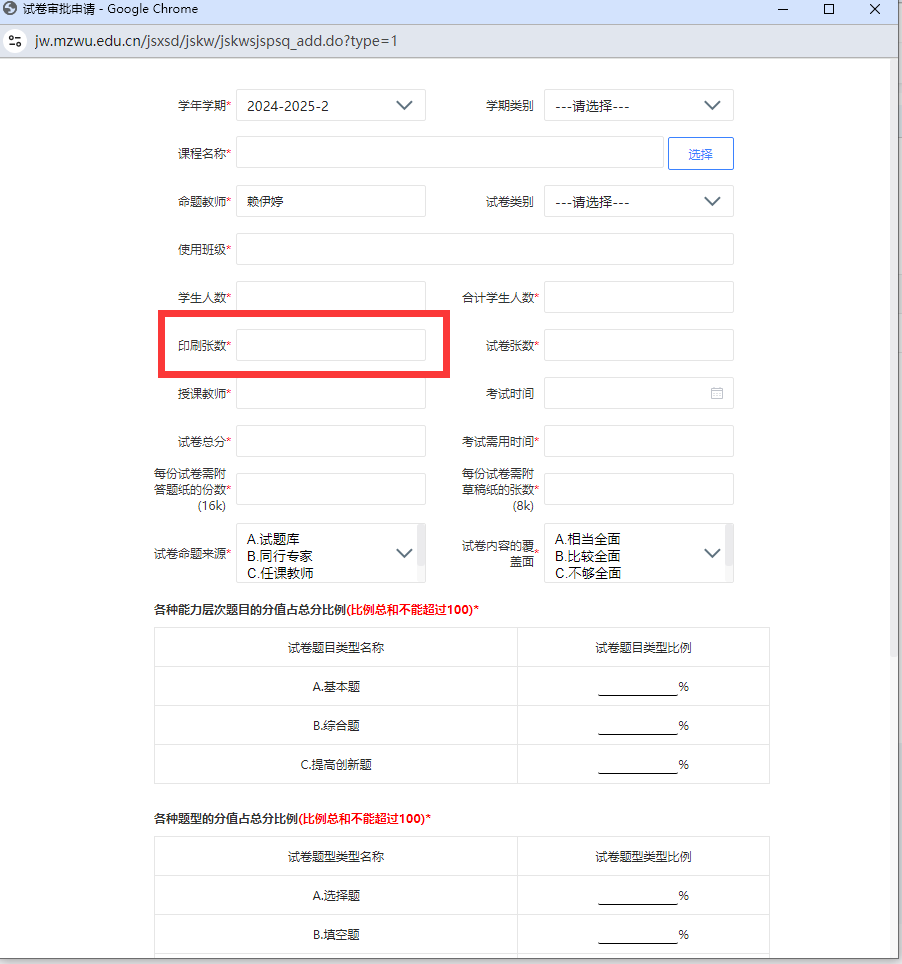 试卷审批申请 - Google Chrome
jw.mzwu.edu.cn/jsxsd/jskw/jskwsjspsq_add.do?type=1
学年学期* 2024-2025-2 学期类别 ---请选择---
课程名称* 选择
命题教师* 赖伊婷 试卷类别 ---请选择---
使用班级*
学生人数* 合计学生人数*
印刷张数* 试卷张数*
授课教师* 考试时间
试卷总分* 考试需用时间*
每份试卷需附
答题纸的份数*
(16k)
每份试卷需附
草稿纸的张数*
(8k)
试卷命题来源*
A.试题库
B.同行专家
C.任课教师
试卷内容的覆
盖面*
A.相当全面
B.比较全面
C.不够全面
各种能力层次题目的分值占总分比例(比例总和不能超过100)*
试卷题目类型名称 试卷题目类型比例
A.基本题 %
B.综合题 %
C.提高创新题 %
各种题型的分值占总分比例(比例总和不能超过100)*
试卷题型类型名称 试卷题型类型比例
A.选择题 %
B.填空题 %